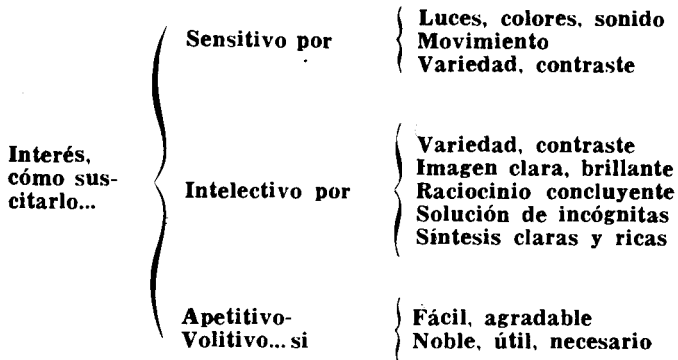 Interés,
cómo sus-
citarlo...
Sensitivo por
Luces, colores, sonido
Movimiento
Variedad, contraste
Intelectivo por
Variedad, contraste
Imagen clara, brillante
Raciocinio concluyente
Solución de incógnitas
Síntesis claras y ricas
Apetitivo-
Volitivo... si
Fácil, agradable
Noble, útil, necesario